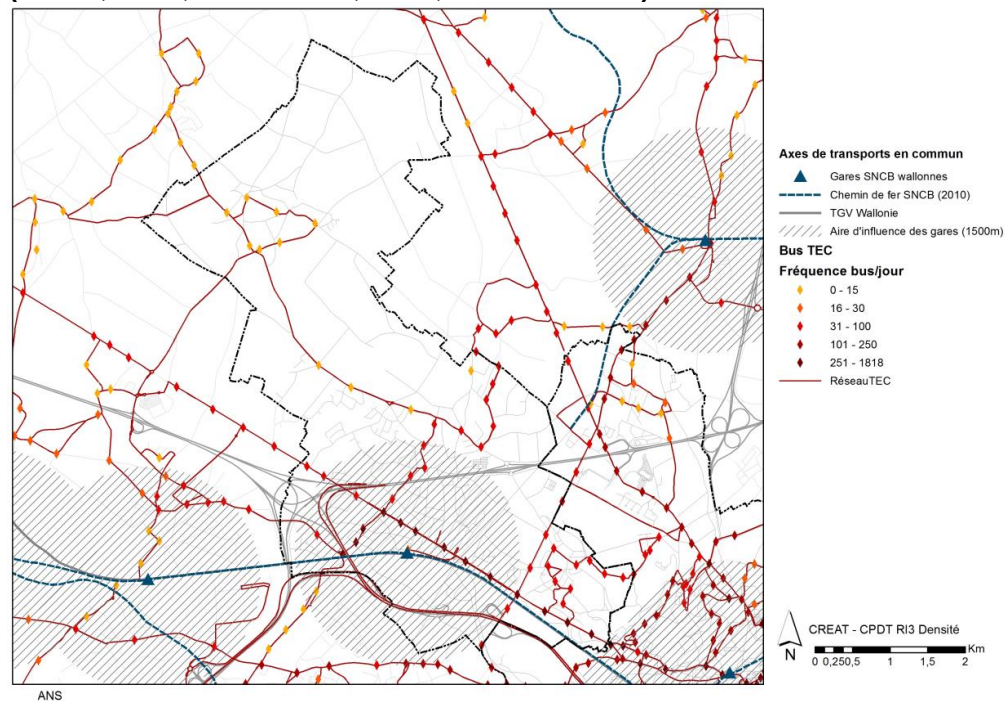 Axes de transports en commun
Gares SNCB wallonnes
Chemin de fer SNCB (2010)
TGV Wallonie
Aire d'influence des gares (1500m)
Bus TEC
Fréquence bus/jour
0 - 15
16 - 30
31 - 100
101 - 250
251 - 1818
RéseauTEC
CREAT - CPDT RI3 Densité
N
0 0,250,5 1 1,5 2
Km
ANS